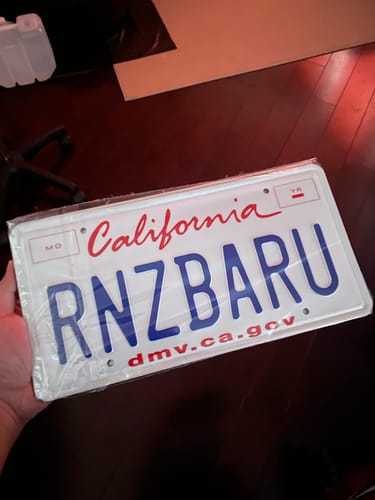 MO
YR
California
RNZBARU
dmv.ca.gov